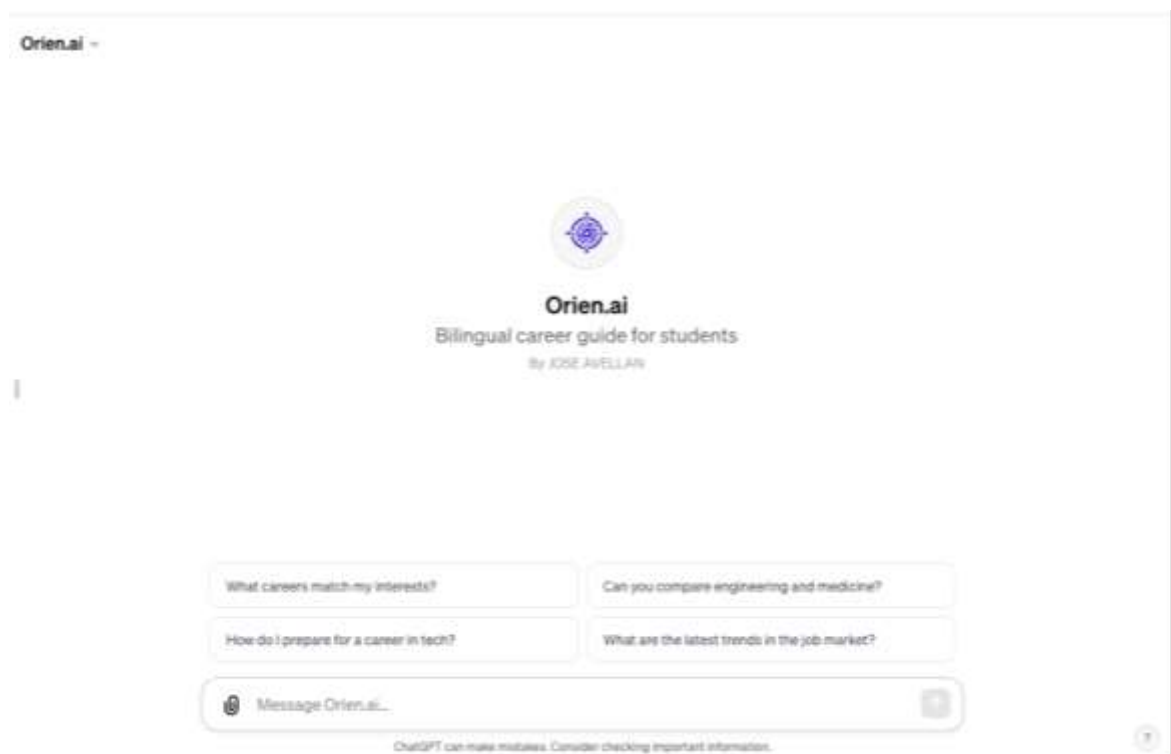 Orien.ai
Orien.ai
Bilingual career guide for students
By JOSE AVELLAN
What careers match my interests?
Can you compare engineering and medicine?
How do I prepare for a career in tech?
What are the latest trends in the job market?
Message Orien.ai...
ChatGPT can make mistakes. Consider checking important information.
?